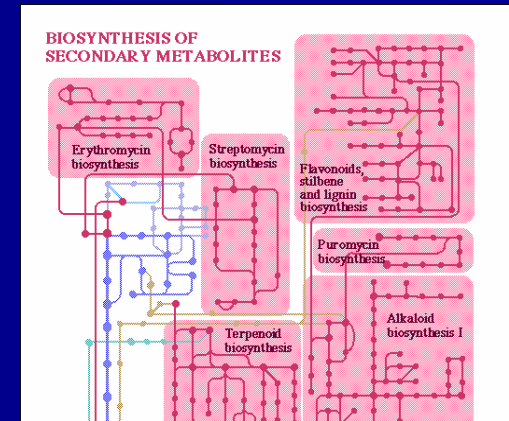 BIOSYNTHESIS OF
SECONDARY METABOLITES
Erythromycin
biosynthesis
Streptomycin
biosynthesis
Flavonoids,
stilbene
and lignin
biosynthesis
Puromycin
biosynthesis
Terpenoid
biosynthesis
Alkaloid
biosynthesis I